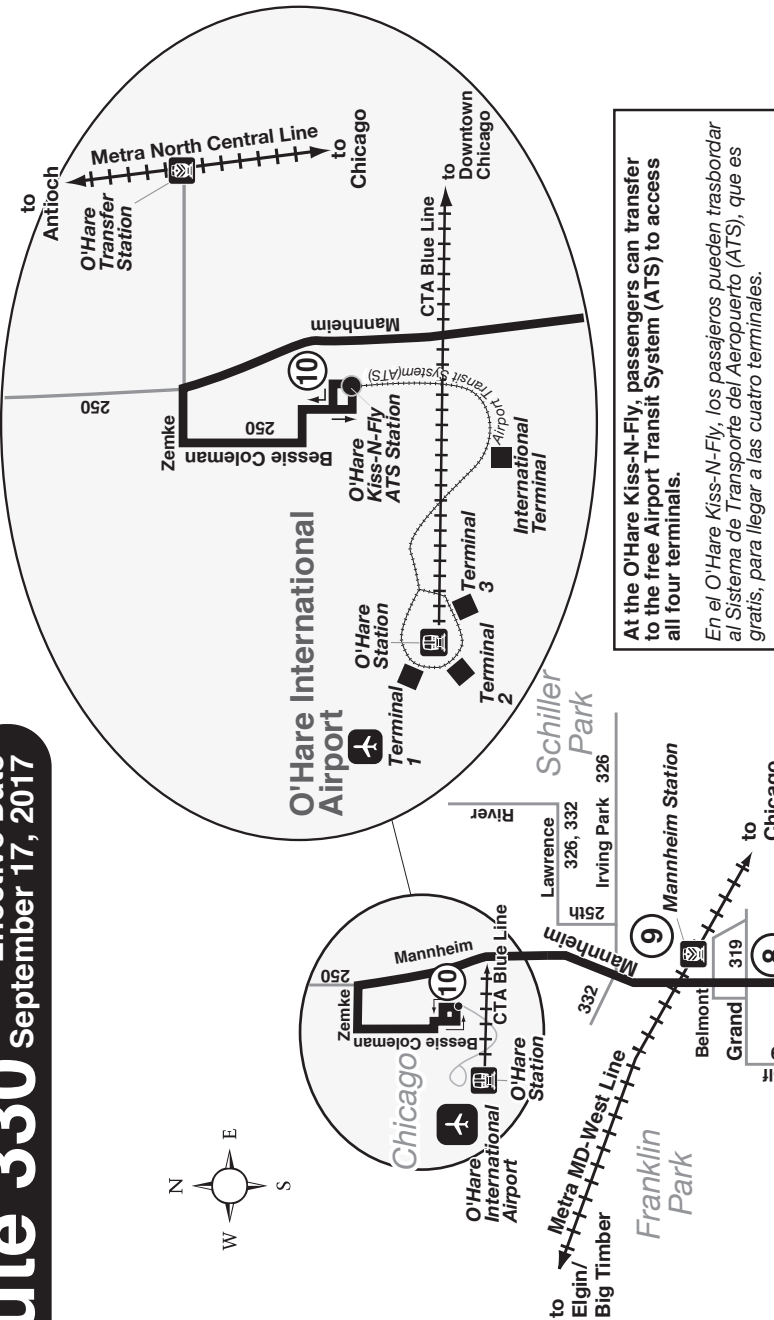 Route 330
Effective Date
September 17, 2017
N
W
E
S
to
Antioch
Metra North Central Line
O'Hare
Transfer
Station
to
Chicago
250
Zemke
Bessie Coleman
250
10
Mannheim
O'Hare
Kiss-N-Fly
ATS Station
Airport Transit System(ATS)
CTA Blue Line
to
Downtown
Chicago
O'Hare International
Airport
O'Hare
Station
Terminal
1
Terminal
2
Terminal
3
International
Terminal
At the O'Hare Kiss-N-Fly, passengers can transfer
to the free Airport Transit System (ATS) to access
all four terminals.
En el O'Hare Kiss-N-Fly, los pasajeros pueden trasbordar
al Sistema de Transporte del Aeropuerto (ATS), que es
gratis, para llegar a las cuatro terminales.
250
Zemke
Mannheim
Bessie Coleman
10
Chicago
CTA Blue Line
O'Hare
Station
O'Hare
International
Airport
River
Schiller
Park
Lawrence
326, 332
25th
Irving Park 326
Mannheim
332
9
Mannheim Station
to
Chicago
Metra MD-West Line
to
Elgin/
Big Timber
Franklin
Park
Belmont
Grand
319
8